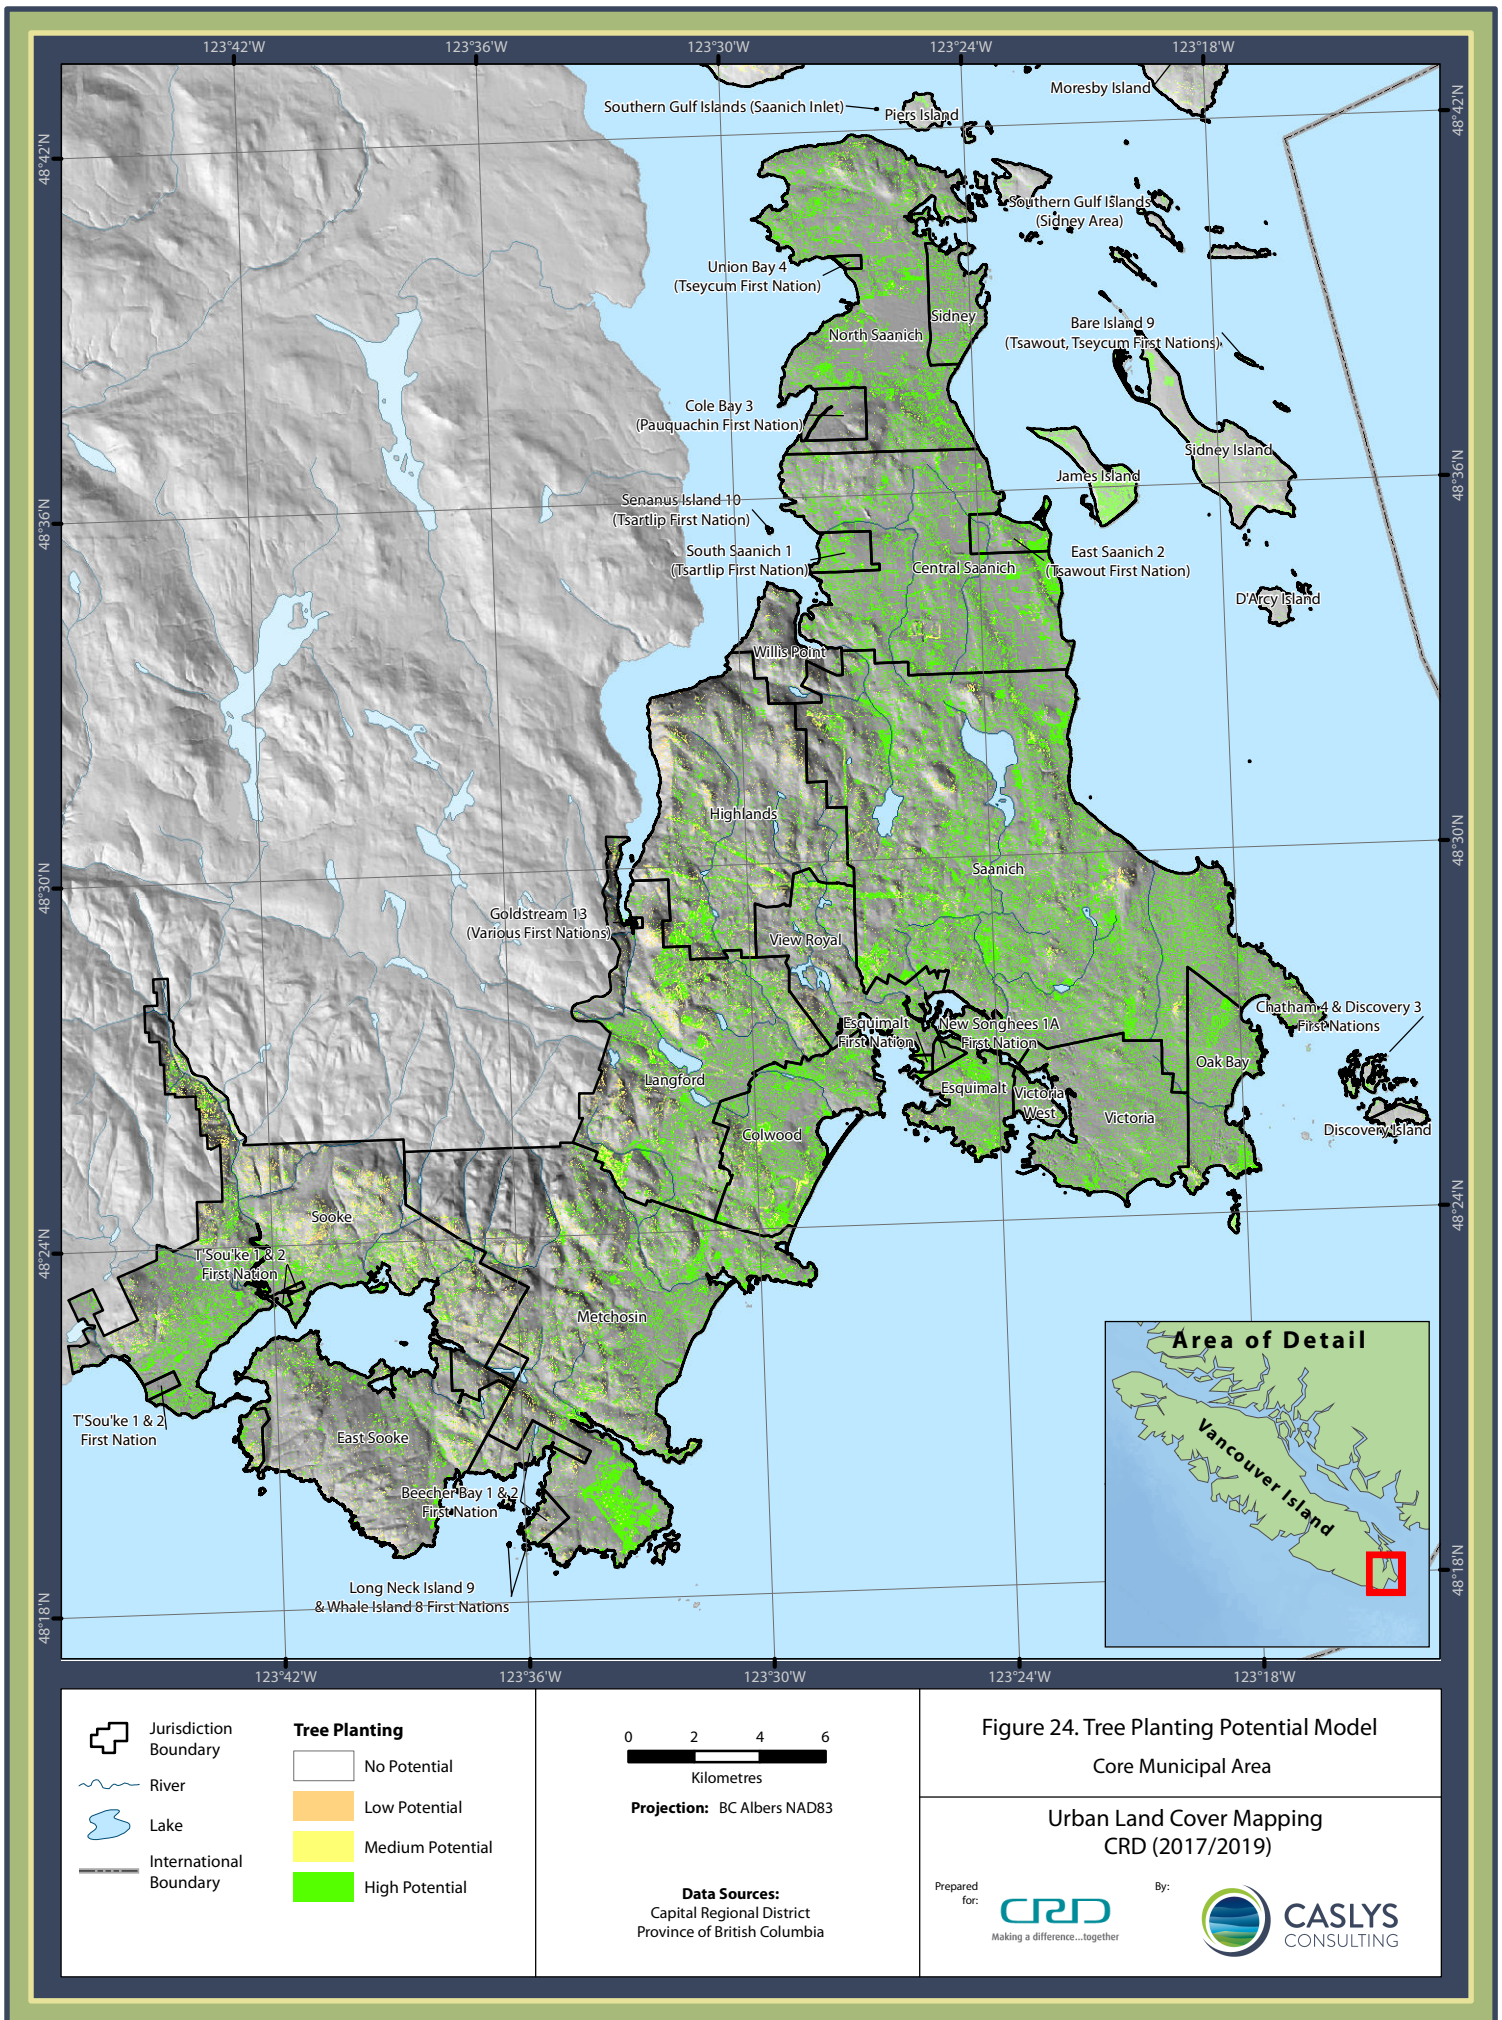 123°42'W
123°36'W
123°30'W
123°24'W
123°18'W
48°42'N
48°36'N
48°30'N
48°24'N
48°18'N
48°42'N
48°36'N
48°30'N
48°24'N
48°18'N
Moresby Island
Southern Gulf Islands (Saanich Inlet)
Piers Island
Southern Gulf Islands
(Sidney Area)
Union Bay 4
(Tseycum First Nation)
Sidney
North Saanich
Bare Island 9
(Tsawout, Tseycum First Nations)
Cole Bay 3
(Pauquachin First Nation)
Sidney Island
James Island
Senanus Island 10
(Tsartlip First Nation)
South Saanich 1
(Tsartlip First Nation)
Central Saanich
East Saanich 2
(Tsawout First Nation)
D'Arcy Island
Willis Point
Highlands
Saanich
Goldstream 13
(Various First Nations)
View Royal
Chatham 4 & Discovery 3
First Nations
Esquimalt
First Nation
New Songhees 1A
First Nation
Oak Bay
Langford
Esquimalt
Victoria
West
Victoria
Colwood
Discovery Island
Sooke
T'Sou'ke 1 & 2
First Nation
Metchosin
T'Sou'ke 1 & 2
First Nation
East Sooke
Beecher Bay 1 & 2
First Nation
Long Neck Island 9
& Whale Island 8 First Nations
Area of Detail
Vancouver Island
123°42'W
123°36'W
123°30'W
123°24'W
123°18'W
Jurisdiction
Boundary
River
Lake
International
Boundary
Tree Planting
No Potential
Low Potential
Medium Potential
High Potential
0 2 4 6
Kilometres
Projection: BC Albers NAD83
Data Sources:
Capital Regional District
Province of British Columbia
Figure 24. Tree Planting Potential Model
Core Municipal Area
Urban Land Cover Mapping
CRD (2017/2019)
Prepared
for:
CRD
Making a difference...together
By:
CASLYS
CONSULTING